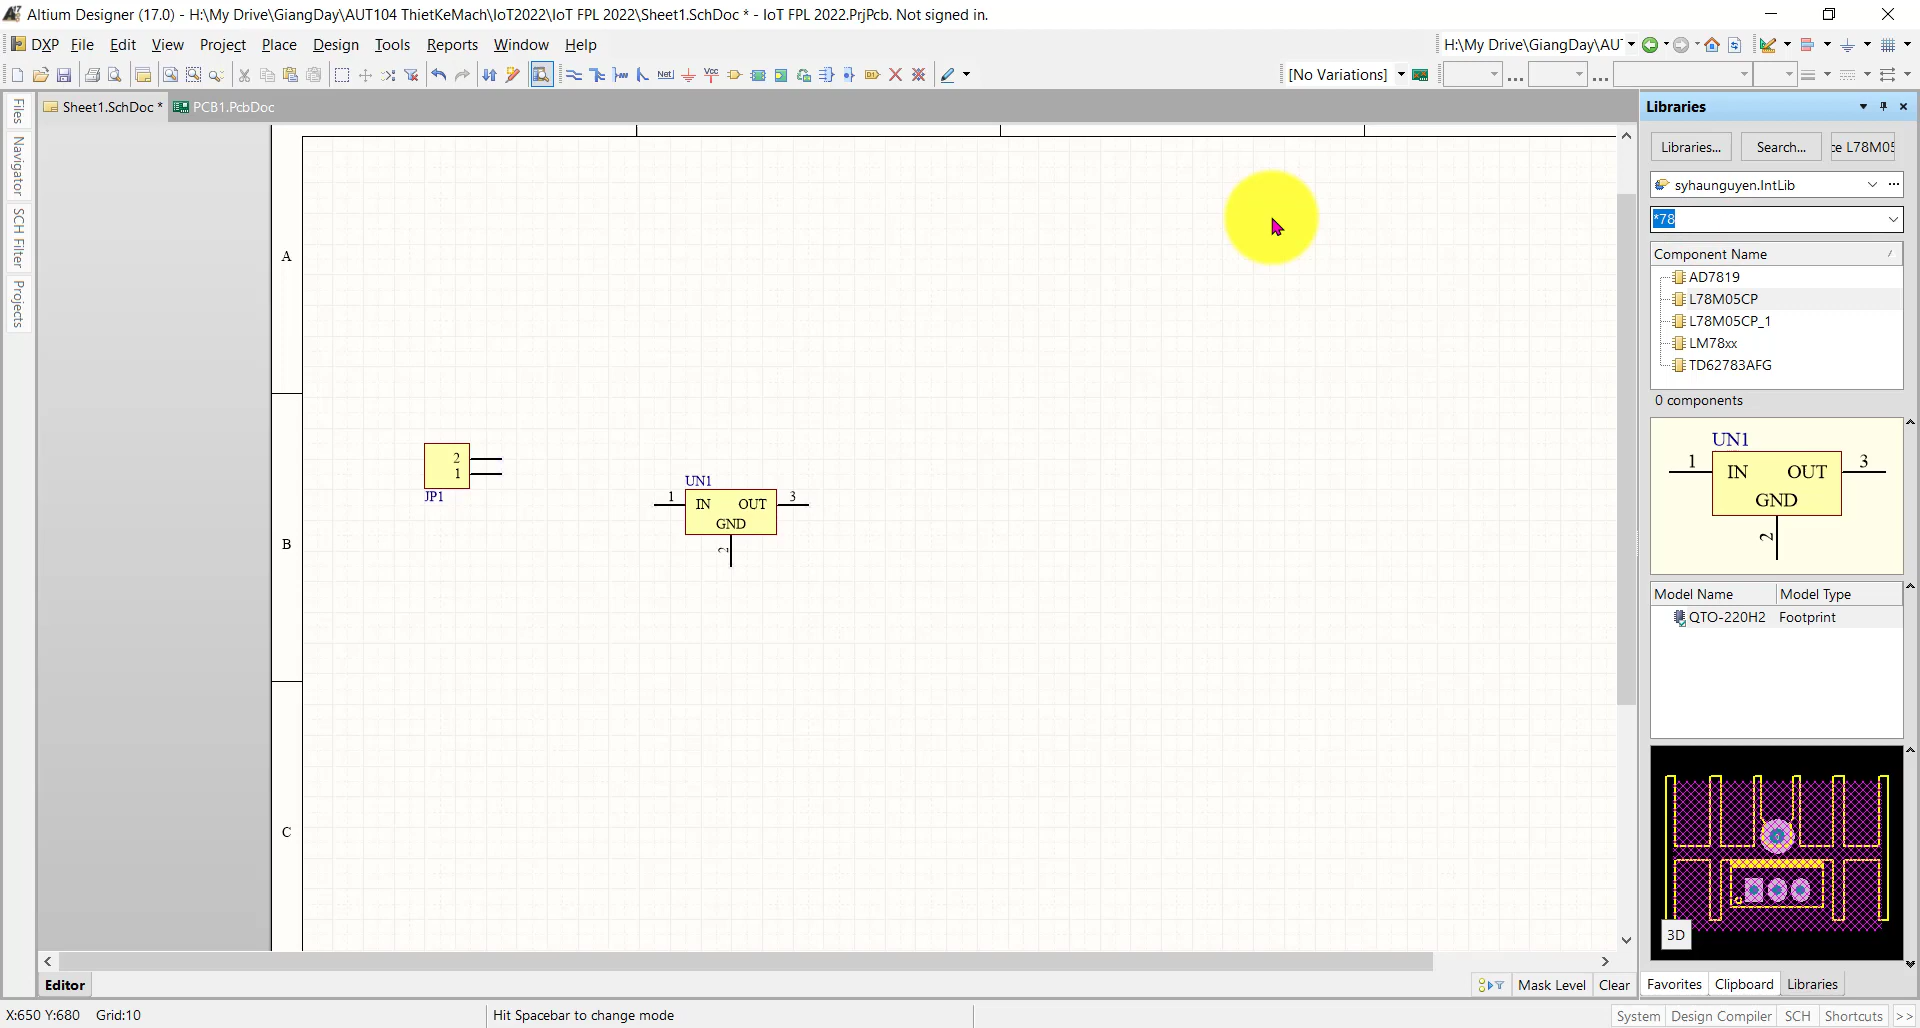 Altium Designer (17.0) - H:\My Drive\GiangDay\AUT104 ThietKeMach\IoT2022\IoT FPL 2022\Sheet1.SchDoc * - IoT FPL 2022.PrjPcb. Not signed in.
DXP File Edit View Project Place Design Tools Reports Window Help
H:\My Drive\GiangDay\AU
Net Vcc D1 [No Variations] ... ...
Sheet1.SchDoc * PCB1.PcbDoc
Libraries
Files
Navigator
SCH Filter
Projects
Libraries... Search... ce L78M05
syhaunguyen.IntLib ...
*78
Component Name
AD7819
L78M05CP
L78M05CP_1
LM78xx
TD62783AFG
0 components
UN1
1 IN OUT 3
GND
2
A
B
C
2
1
JP1
UN1
1 IN OUT 3
GND
2
Model Name Model Type
QTO-220H2 Footprint
3D
Editor
Mask Level Clear
Favorites Clipboard Libraries
X:650 Y:680 Grid:10
Hit Spacebar to change mode
System Design Compiler SCH Shortcuts >>